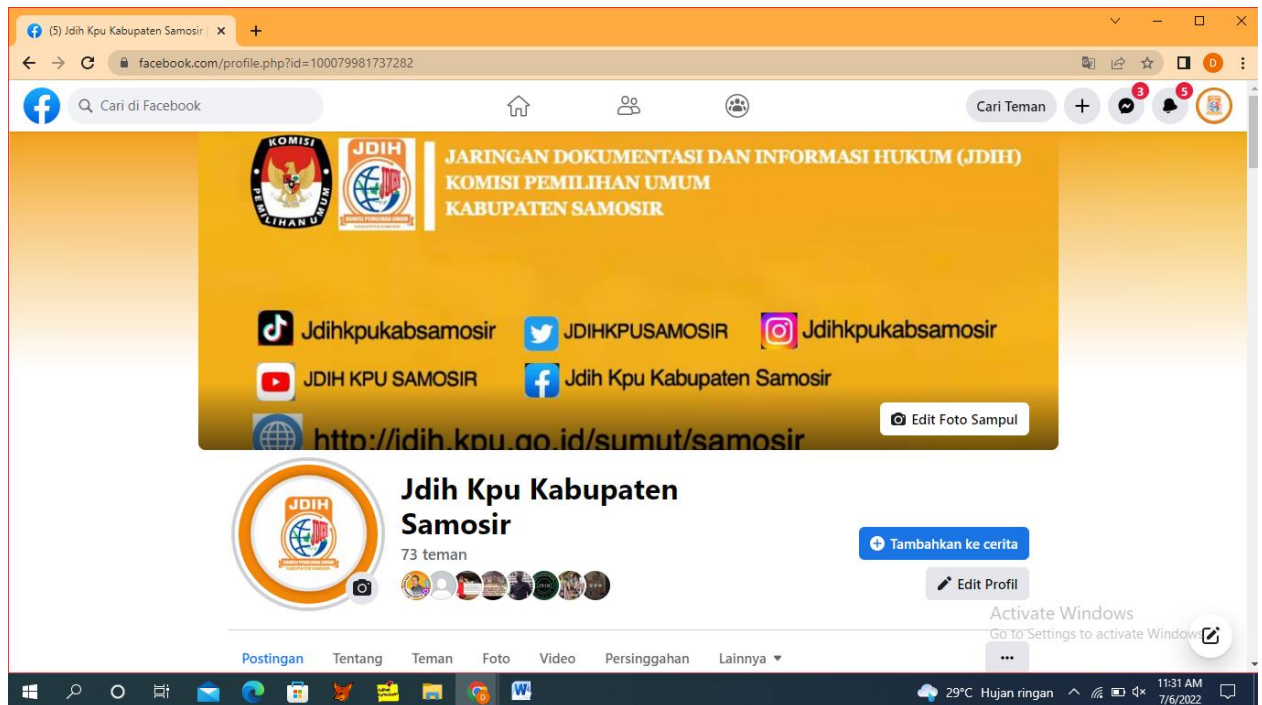 (5) Jdih Kpu Kabupaten Samosir
facebook.com/profile.php?id=100079981737282
D
Cari di Facebook
Cari Teman
3
5
KOMISI
PEMILIHAN UMUM
JDIH
JARINGAN DOKUMENTASI DAN INFORMASI HUKUM (JDIH)
KOMISI PEMILIHAN UMUM
KABUPATEN SAMOSIR
Jdihkpukabsamosir
JDIHKPUSAMOSIR
Jdihkpukabsamosir
JDIH KPU SAMOSIR
Jdih Kpu Kabupaten Samosir
http://jdih.kpu.go.id/sumut/samosir
Edit Foto Sampul
JDIH
Jdih Kpu Kabupaten
Samosir
73 teman
Tambahkan ke cerita
Edit Profil
Activate Windows
Go to Settings to activate Windows
Postingan Tentang Teman Foto Video Persinggahan Lainnya
29°C Hujan ringan
11:31 AM
7/6/2022